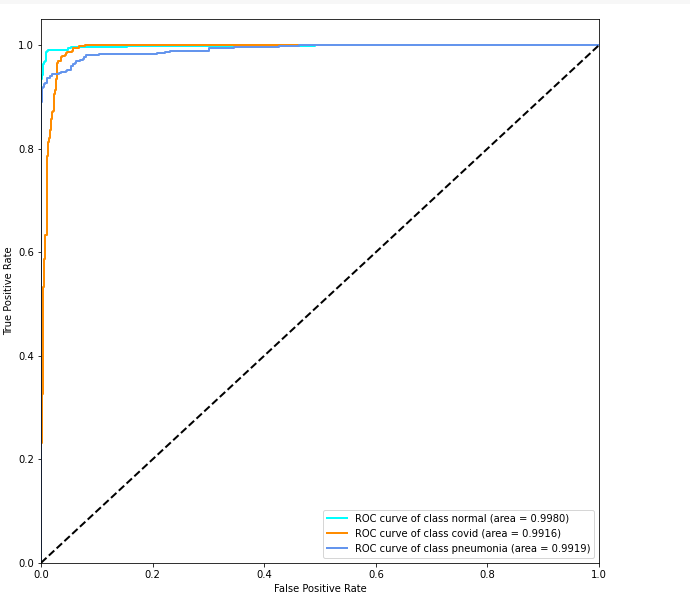 1.0
0.8
0.6
0.4
0.2
0.0
True Positive Rate
ROC curve of class normal (area = 0.9980)
ROC curve of class covid (area = 0.9916)
ROC curve of class pneumonia (area = 0.9919)
0.0 0.2 0.4 0.6 0.8 1.0
False Positive Rate